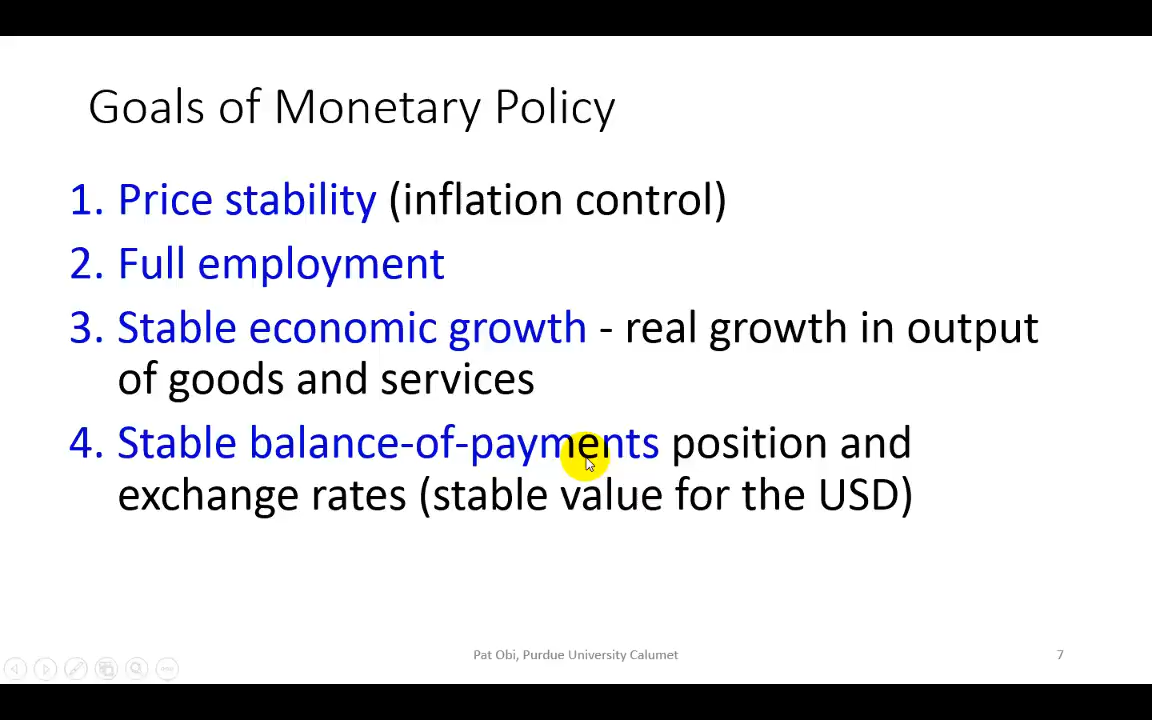 Goals of Monetary Policy
1. Price stability (inflation control)
2. Full employment
3. Stable economic growth - real growth in output
of goods and services
4. Stable balance-of-payments position and
exchange rates (stable value for the USD)
Pat Obi, Purdue University Calumet
7